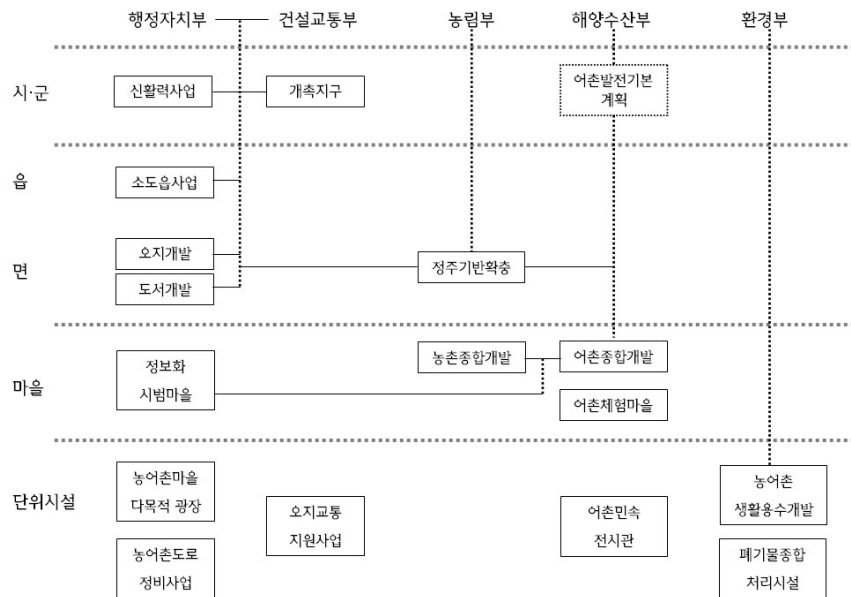 행정자치부 건설교통부 농림부 해양수산부 환경부
시·군
신활력사업
개촉지구
어촌발전기본
계획
읍
소도읍사업
면
오지개발
도서개발
정주기반확충
마을
정보화
시범마을
농촌종합개발
어촌종합개발
어촌체험마을
단위시설
농어촌마을
다목적 광장
농어촌도로
정비사업
오지교통
지원사업
어촌민속
전시관
농어촌
생활용수개발
폐기물종합
처리시설